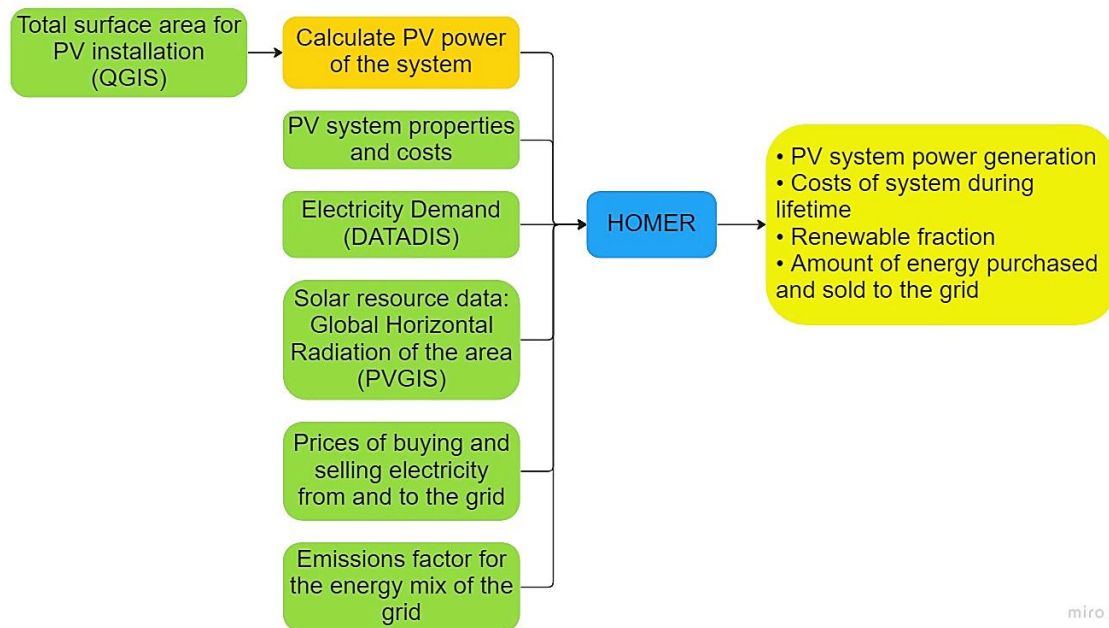 Total surface area for
PV installation
(QGIS)
Calculate PV power
of the system
PV system properties
and costs
Electricity Demand
(DATADIS)
Solar resource data:
Global Horizontal
Radiation of the area
(PVGIS)
Prices of buying and
selling electricity
from and to the grid
Emissions factor for
the energy mix of the
grid
HOMER
• PV system power generation
• Costs of system during
lifetime
• Renewable fraction
• Amount of energy purchased
and sold to the grid
miro